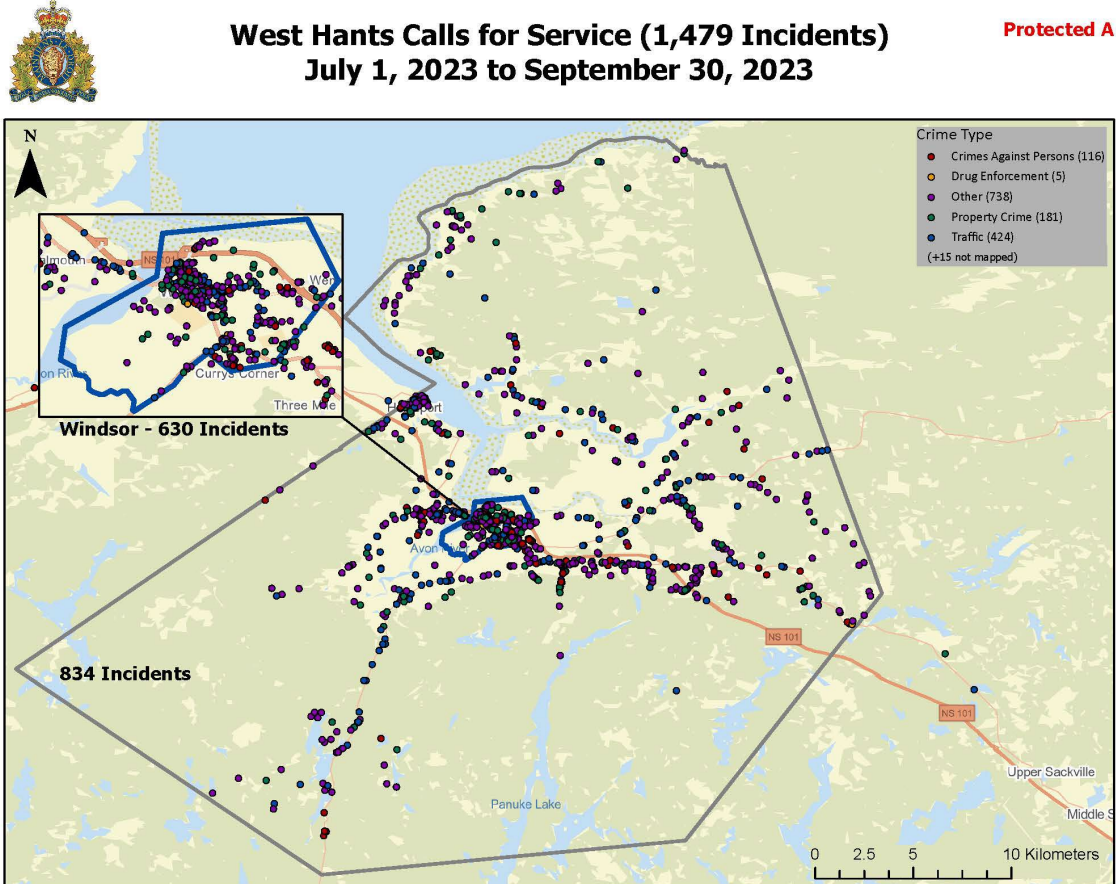 West Hants Calls for Service (1,479 Incidents)
July 1, 2023 to September 30, 2023
Protected A
N
Crime Type
Crimes Against Persons (116)
Drug Enforcement (5)
Other (738)
Property Crime (181)
Traffic (424)
(+15 not mapped)
NS 101
Currys Corner
Windsor - 630 Incidents
Avon River
834 Incidents
NS 101
NS 101
Upper Sackville
Middle S
Panuke Lake
0 2.5 5 10 Kilometers